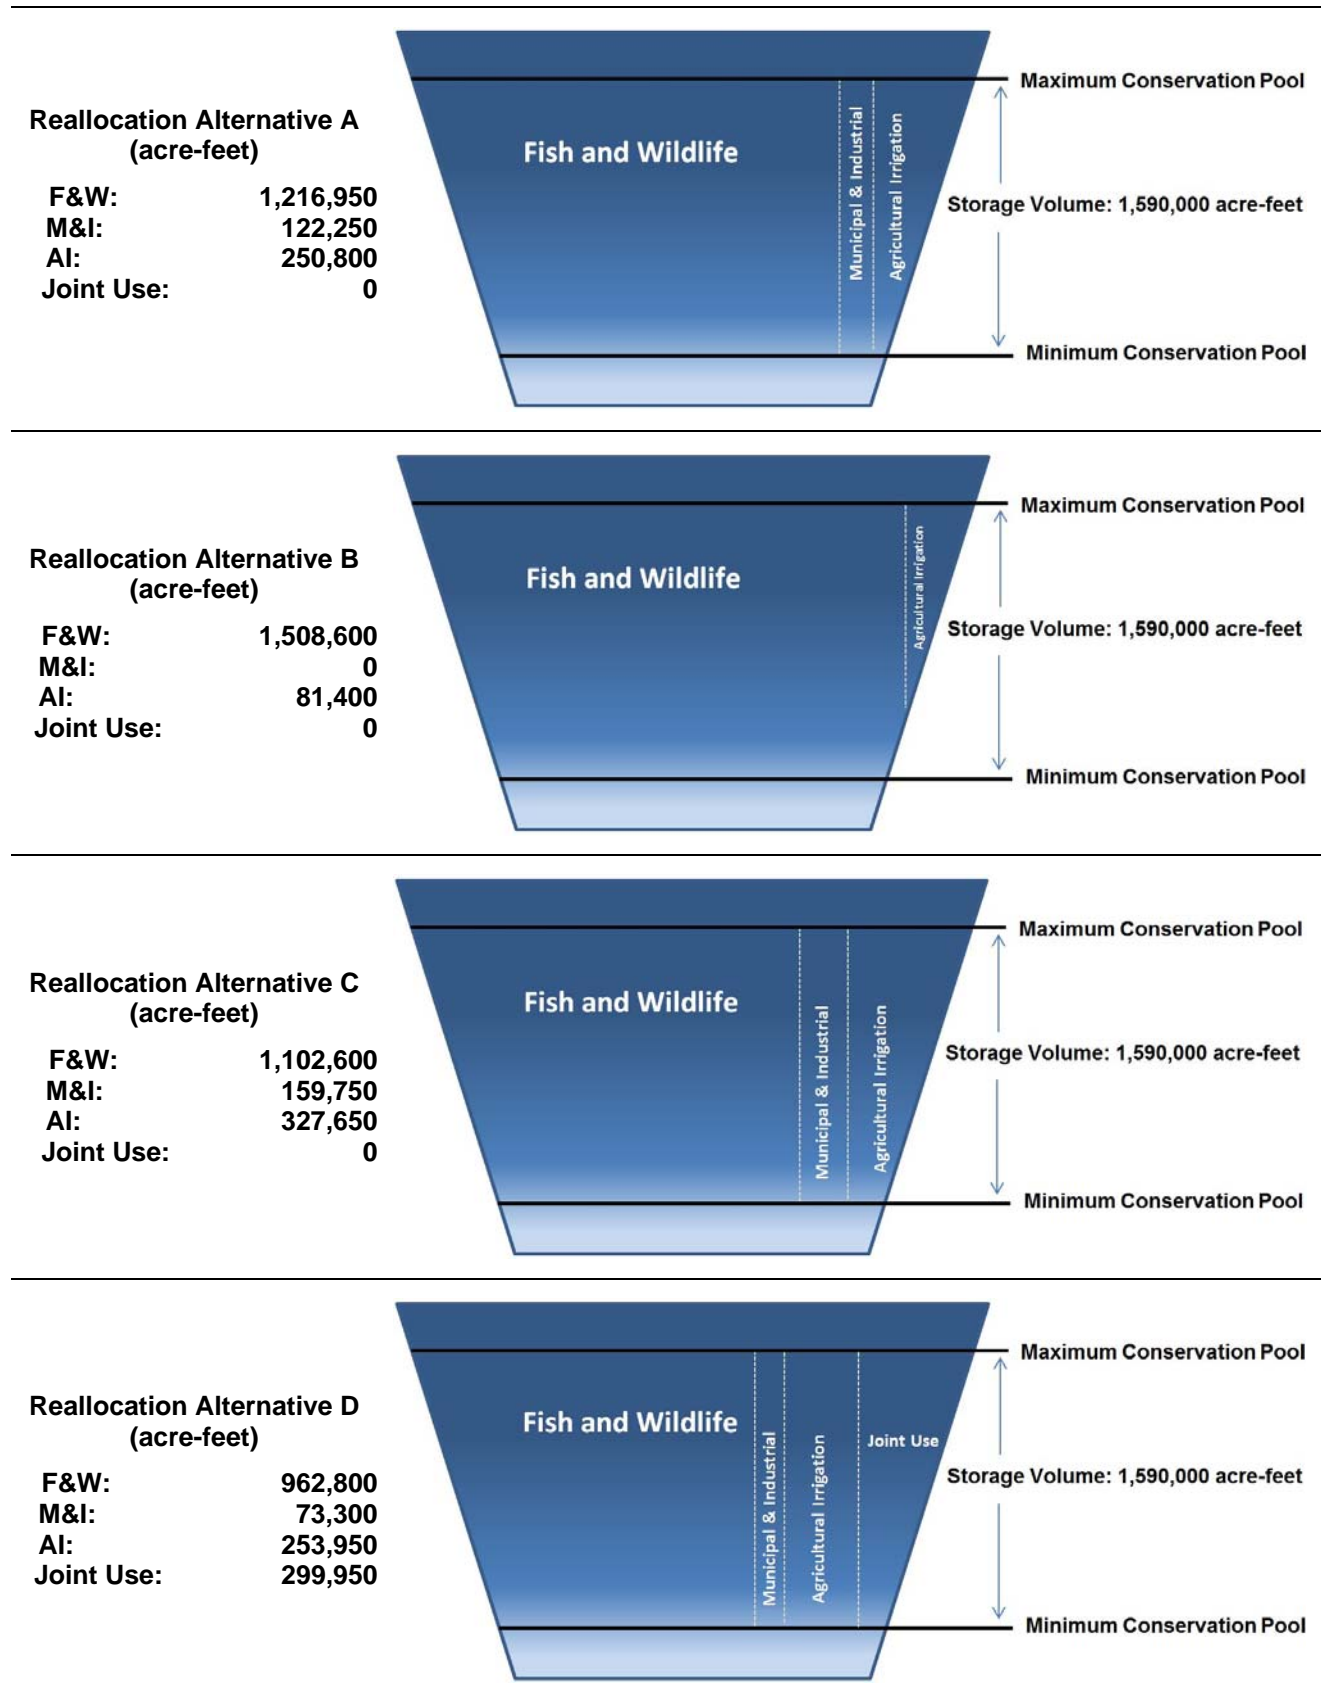 Reallocation Alternative A
(acre-feet)
F&W: 1,216,950
M&I: 122,250
AI: 250,800
Joint Use: 0
Fish and Wildlife
Municipal & Industrial
Agricultural Irrigation
Maximum Conservation Pool
Storage Volume: 1,590,000 acre-feet
Minimum Conservation Pool
Reallocation Alternative B
(acre-feet)
F&W: 1,508,600
M&I: 0
AI: 81,400
Joint Use: 0
Fish and Wildlife
Agricultural Irrigation
Maximum Conservation Pool
Storage Volume: 1,590,000 acre-feet
Minimum Conservation Pool
Reallocation Alternative C
(acre-feet)
F&W: 1,102,600
M&I: 159,750
AI: 327,650
Joint Use: 0
Fish and Wildlife
Municipal & Industrial
Agricultural Irrigation
Maximum Conservation Pool
Storage Volume: 1,590,000 acre-feet
Minimum Conservation Pool
Reallocation Alternative D
(acre-feet)
F&W: 962,800
M&I: 73,300
AI: 253,950
Joint Use: 299,950
Fish and Wildlife
Municipal & Industrial
Agricultural Irrigation
Joint Use
Maximum Conservation Pool
Storage Volume: 1,590,000 acre-feet
Minimum Conservation Pool